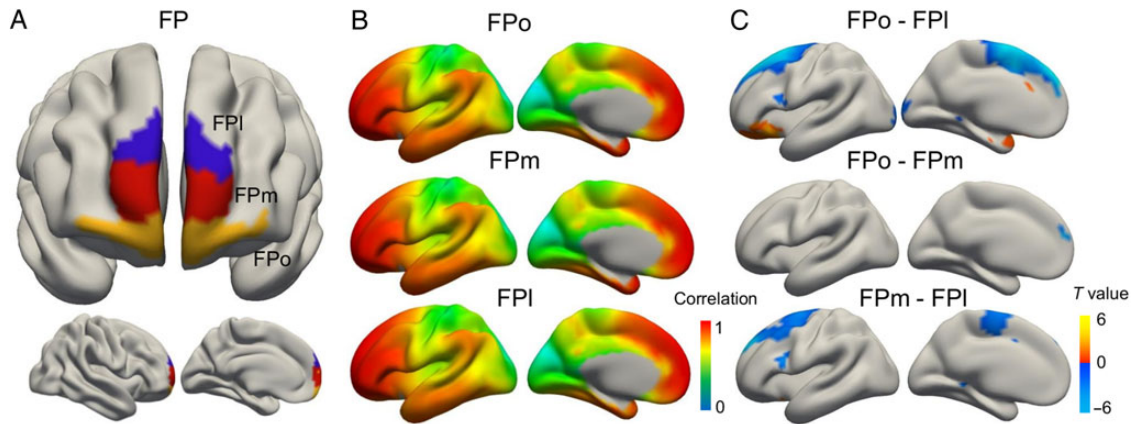 A
FP
FPl
FPm
FPo
B
FPo
FPm
FPl
Correlation
1
0
C
FPo - FPl
FPo - FPm
FPm - FPl
T value
6
0
−6